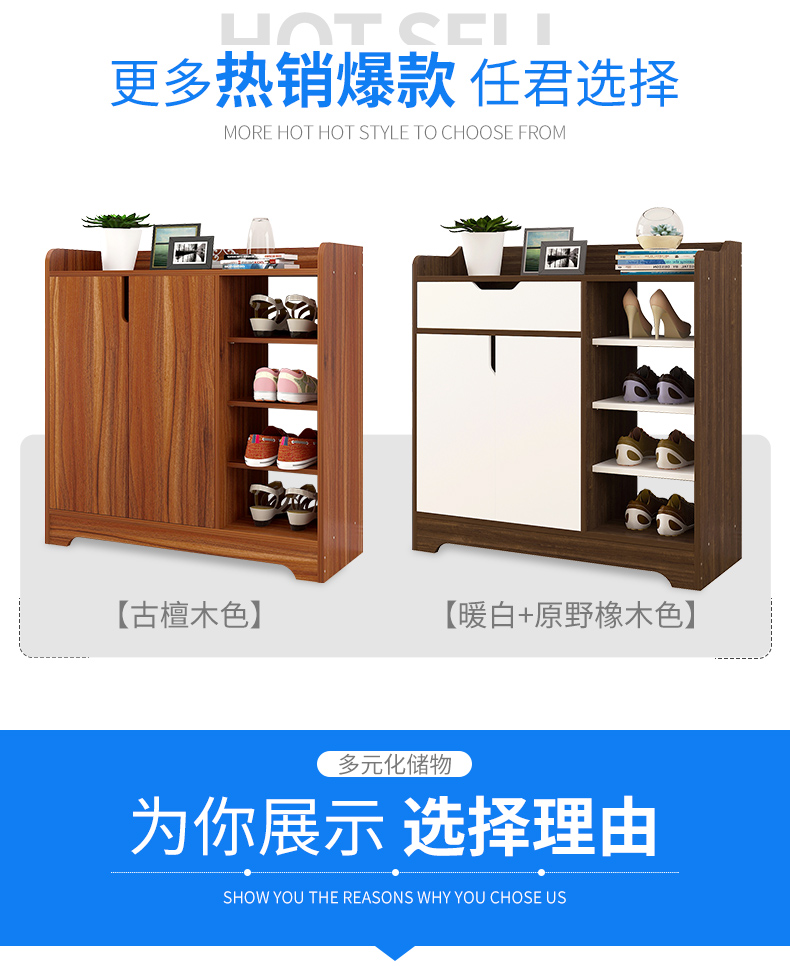 HOT SELL
更多热销爆款 任君选择
MORE HOT HOT STYLE TO CHOOSE FROM
【古檀木色】
【暖白+原野橡木色】
多元化储物
为你展示 选择理由
SHOW YOU THE REASONS WHY YOU CHOSE US